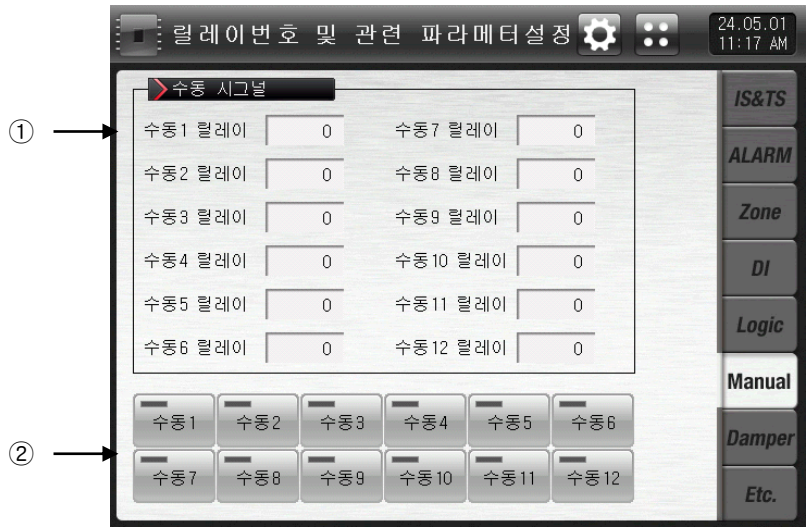 릴레이번호 및 관련 파라메터설정
24.05.01
11:17 AM
수동 시그널
① 수동1 릴레이 0 수동7 릴레이 0
수동2 릴레이 0 수동8 릴레이 0
수동3 릴레이 0 수동9 릴레이 0
수동4 릴레이 0 수동10 릴레이 0
수동5 릴레이 0 수동11 릴레이 0
수동6 릴레이 0 수동12 릴레이 0
② 수동1 수동2 수동3 수동4 수동5 수동6
수동7 수동8 수동9 수동10 수동11 수동12
IS&TS
ALARM
Zone
DI
Logic
Manual
Damper
Etc.